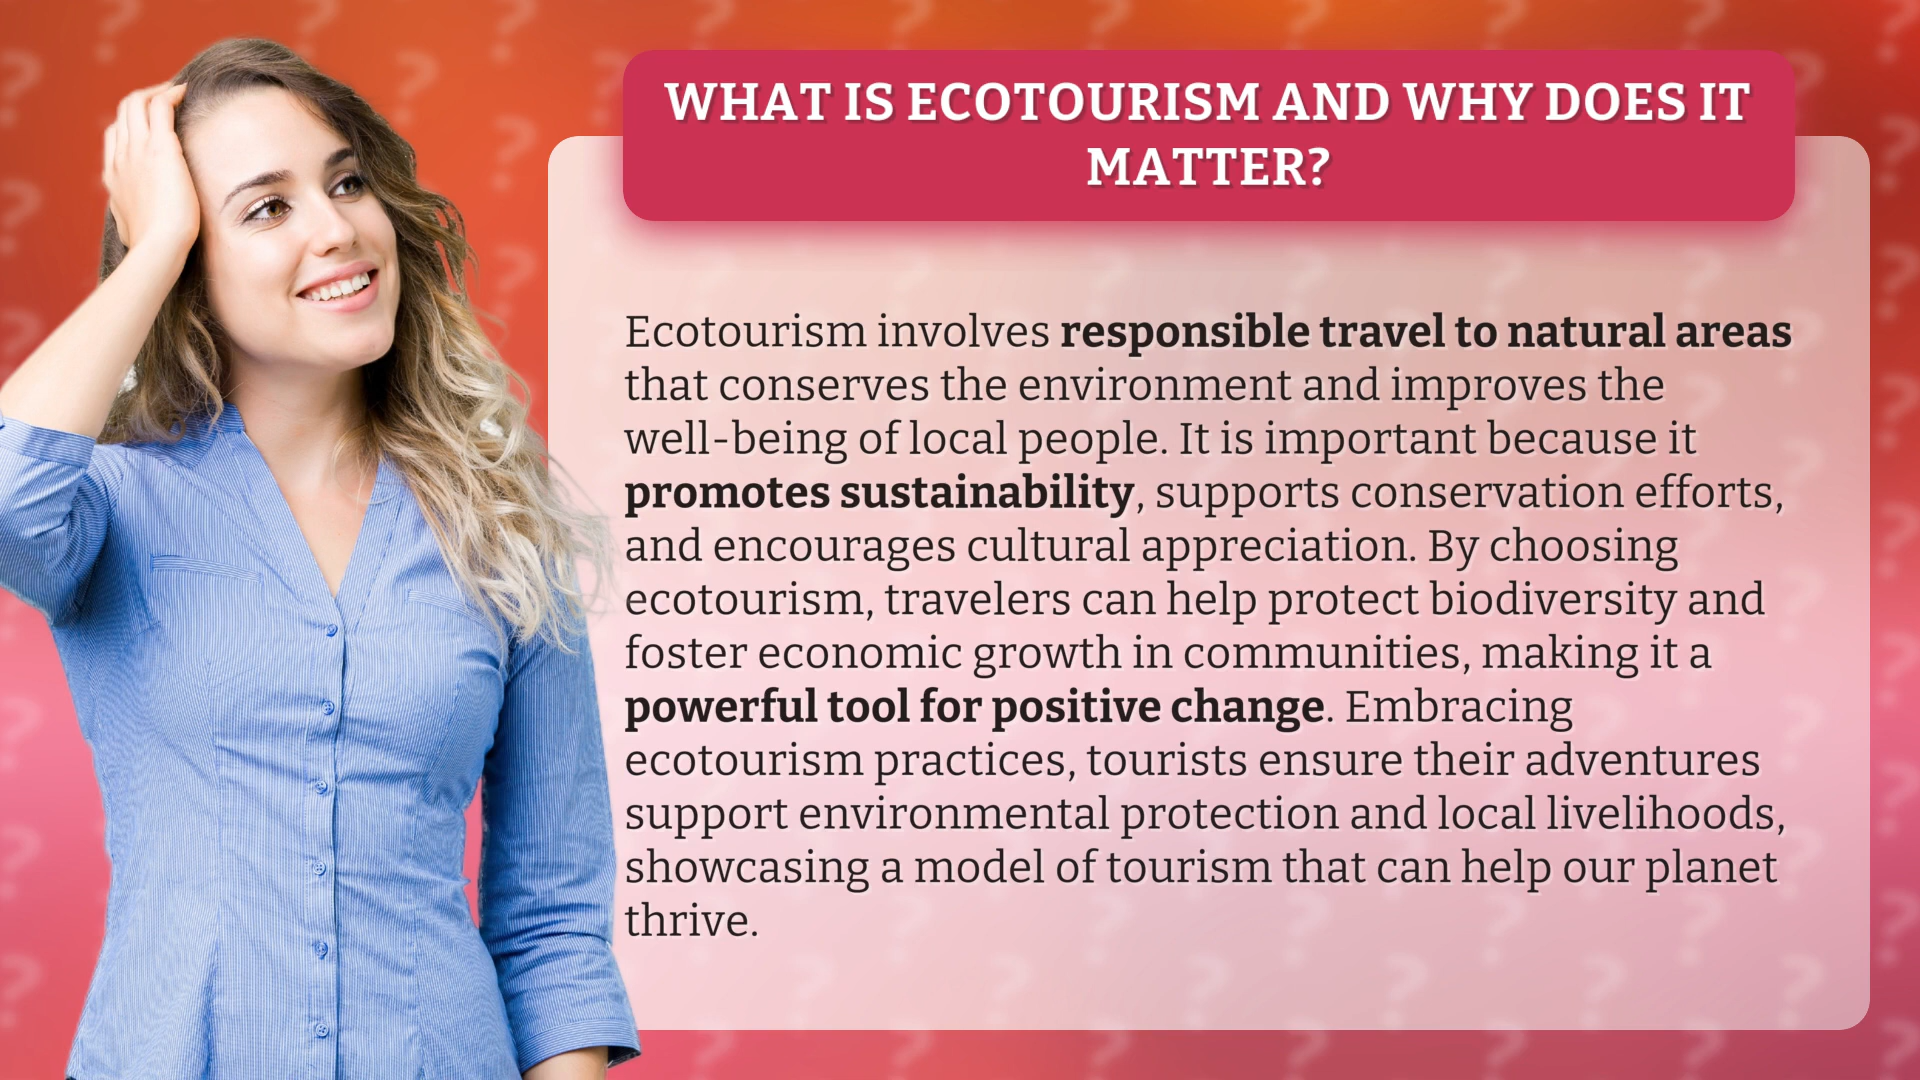 WHAT IS ECOTOURISM AND WHY DOES IT
MATTER?
Ecotourism involves responsible travel to natural areas
that conserves the environment and improves the
well-being of local people. It is important because it
promotes sustainability, supports conservation efforts,
and encourages cultural appreciation. By choosing
ecotourism, travelers can help protect biodiversity and
foster economic growth in communities, making it a
powerful tool for positive change. Embracing
ecotourism practices, tourists ensure their adventures
support environmental protection and local livelihoods,
showcasing a model of tourism that can help our planet
thrive.